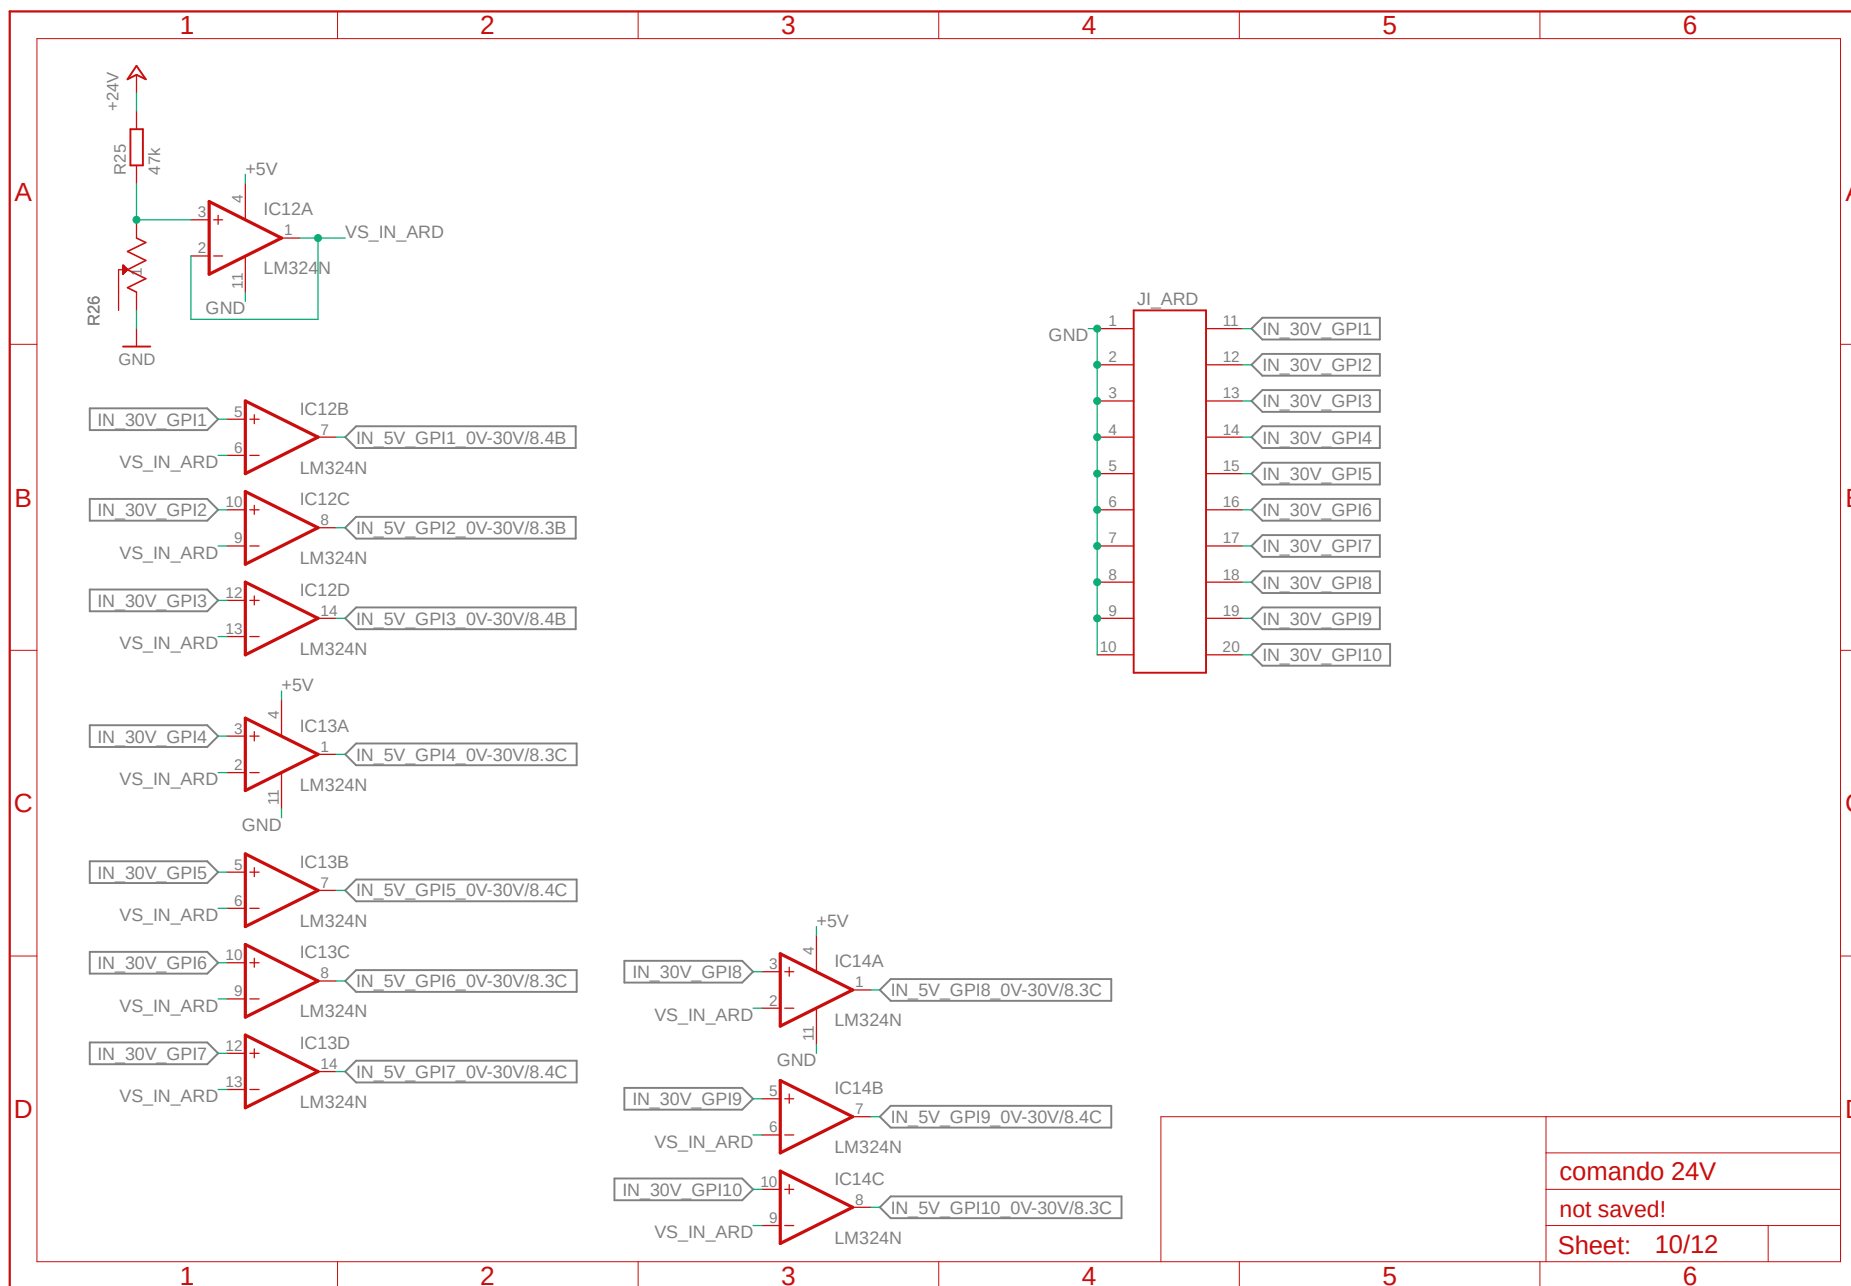 1 2 3 4 5 6
A
B
C
D
+24V
R25
47k
R26
1
GND
+5V
4
3
2
1
11
IC12A
LM324N
GND
VS_IN_ARD
IN_30V_GPI1
VS_IN_ARD
5
6
7
IC12B
LM324N
IN_5V_GPI1_0V-30V/8.4B
IN_30V_GPI2
VS_IN_ARD
10
9
8
IC12C
LM324N
IN_5V_GPI2_0V-30V/8.3B
IN_30V_GPI3
VS_IN_ARD
12
13
14
IC12D
LM324N
IN_5V_GPI3_0V-30V/8.4B
+5V
4
IN_30V_GPI4
VS_IN_ARD
3
2
1
11
IC13A
LM324N
GND
IN_5V_GPI4_0V-30V/8.3C
IN_30V_GPI5
VS_IN_ARD
5
6
7
IC13B
LM324N
IN_5V_GPI5_0V-30V/8.4C
IN_30V_GPI6
VS_IN_ARD
10
9
8
IC13C
LM324N
IN_5V_GPI6_0V-30V/8.3C
IN_30V_GPI7
VS_IN_ARD
12
13
14
IC13D
LM324N
IN_5V_GPI7_0V-30V/8.4C
+5V
4
IN_30V_GPI8
VS_IN_ARD
3
2
1
11
IC14A
LM324N
GND
IN_5V_GPI8_0V-30V/8.3C
IN_30V_GPI9
VS_IN_ARD
5
6
7
IC14B
LM324N
IN_5V_GPI9_0V-30V/8.4C
IN_30V_GPI10
VS_IN_ARD
10
9
8
IC14C
LM324N
IN_5V_GPI10_0V-30V/8.3C
JI_ARD
GND
1 11 IN_30V_GPI1
2 12 IN_30V_GPI2
3 13 IN_30V_GPI3
4 14 IN_30V_GPI4
5 15 IN_30V_GPI5
6 16 IN_30V_GPI6
7 17 IN_30V_GPI7
8 18 IN_30V_GPI8
9 19 IN_30V_GPI9
10 20 IN_30V_GPI10
comando 24V
not saved!
Sheet: 10/12
1 2 3 4 5 6